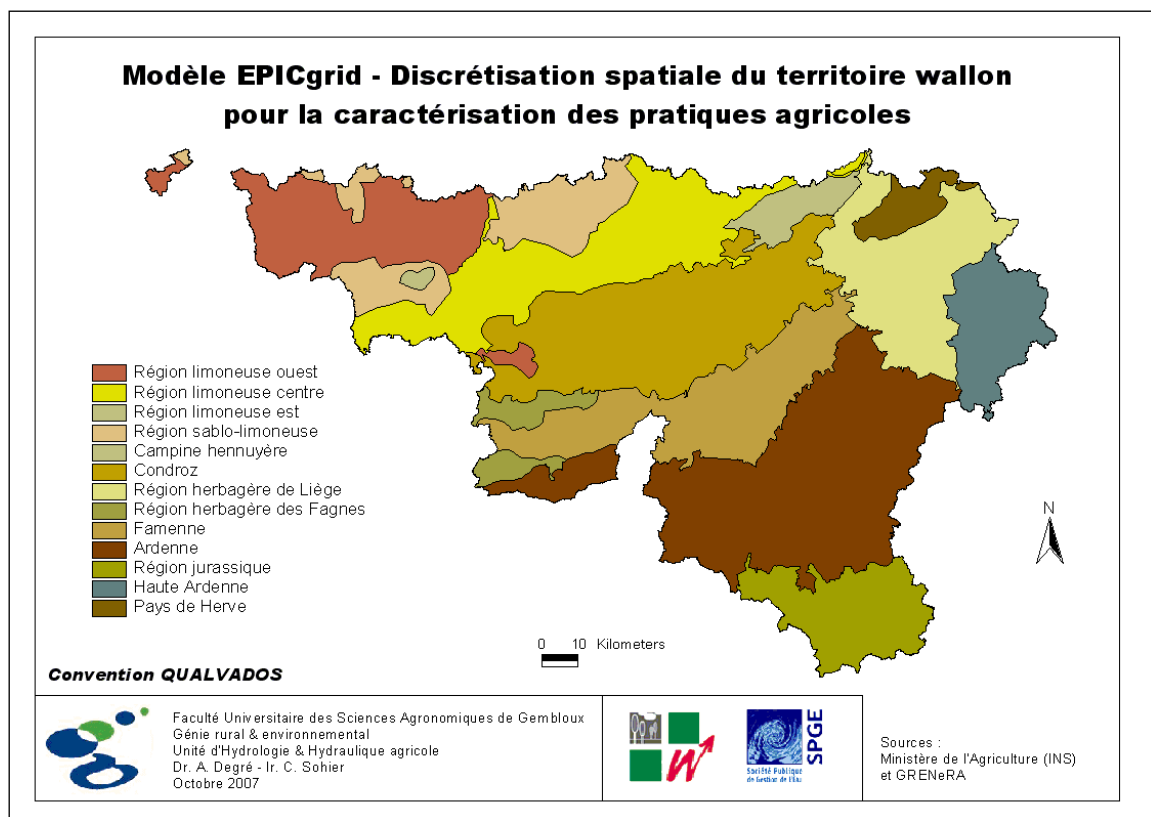 Modèle EPICgrid - Discrétisation spatiale du territoire wallon
pour la caractérisation des pratiques agricoles
Région limoneuse ouest
Région limoneuse centre
Région limoneuse est
Région sablo-limoneuse
Campine hennuyère
Condroz
Région herbagère de Liège
Région herbagère des Fagnes
Famenne
Ardenne
Région jurassique
Haute Ardenne
Pays de Herve
N
0 10 Kilometers
Convention QUALVADOS
Faculté Universitaire des Sciences Agronomiques de Gembloux
Génie rural & environnemental
Unité d'Hydrologie & Hydraulique agricole
Dr. A. Degré - Ir. C. Sohier
Octobre 2007
W
SPGE
Société Publique
de Gestion de l'Eau
Sources :
Ministère de l'Agriculture (INS)
et GRENeRA